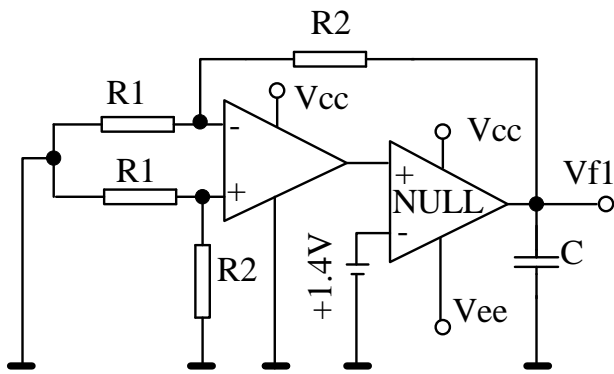 R2
R1
Vcc
-
Vcc
R1
+
+
NULL
Vf1
-
R2
+1.4V
C
Vee